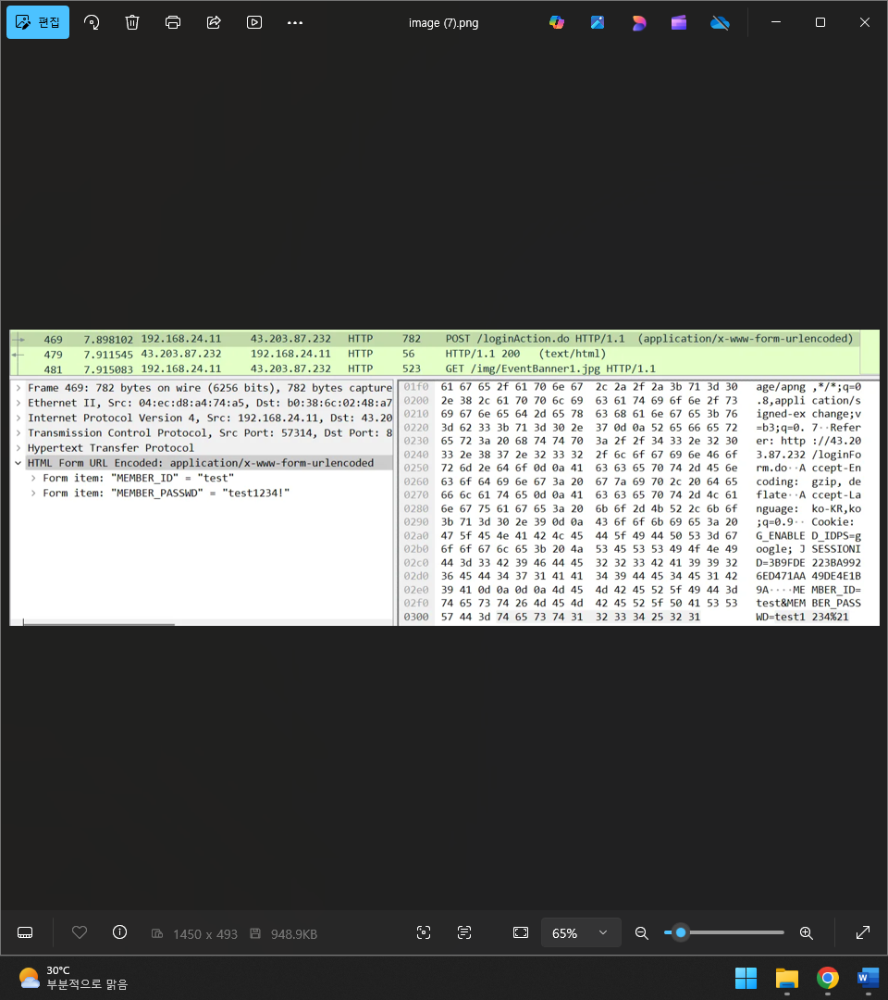 편집
image (7).png
469 7.898102 192.168.24.11 43.203.87.232 HTTP 782 POST /loginAction.do HTTP/1.1 (application/x-www-form-urlencoded)
479 7.911545 43.203.87.232 192.168.24.11 HTTP 56 HTTP/1.1 200 (text/html)
481 7.915083 192.168.24.11 43.203.87.232 HTTP 523 GET /img/EventBanner1.jpg HTTP/1.1
Frame 469: 782 bytes on wire (6256 bits), 782 bytes capture
Ethernet II, Src: 04:ec:d8:a4:74:a5, Dst: b0:38:6c:02:48:a7
Internet Protocol Version 4, Src: 192.168.24.11, Dst: 43.20
Transmission Control Protocol, Src Port: 57314, Dst Port: 8
Hypertext Transfer Protocol
HTML Form URL Encoded: application/x-www-form-urlencoded
Form item: "MEMBER_ID" = "test"
Form item: "MEMBER_PASSWD" = "test1234!"
01f0 61 67 65 2f 61 70 6e 67 2c 2a 2f 2a 3b 71 3d 30 age/apng ,*/*;q=0
0200 2e 38 2c 61 70 70 6c 69 63 61 74 69 6f 6e 2f 73 .8,appli cation/s
0210 69 67 6e 65 64 2d 65 78 63 68 61 6e 67 65 3b 76 igned-ex change;v
0220 3d 62 33 3b 71 3d 30 2e 37 0d 0a 52 65 66 65 72 =b3;q=0. 7··Refer
0230 65 72 3a 20 68 74 74 70 3a 2f 2f 34 33 2e 32 30 er: http ://43.20
0240 33 2e 38 37 2e 32 33 32 2f 6c 6f 67 69 6e 46 6f 3.87.232 /loginFo
0250 72 6d 2e 64 6f 0d 0a 41 63 63 65 70 74 2d 45 6e rm.do··A ccept-En
0260 63 6f 64 69 6e 67 3a 20 67 7a 69 70 2c 20 64 65 coding:  gzip, de
0270 66 6c 61 74 65 0d 0a 41 63 63 65 70 74 2d 4c 61 flate··A ccept-La
0280 6e 67 75 61 67 65 3a 20 6b 6f 2d 4b 52 2c 6b 6f nguage:  ko-KR,ko
0290 3b 71 3d 30 2e 39 0d 0a 43 6f 6f 6b 69 65 3a 20 ;q=0.9·· Cookie:
02a0 47 5f 45 4e 41 42 4c 45 44 5f 49 44 50 53 3d 67 G_ENABLE D_IDPS=g
02b0 6f 6f 67 6c 65 3b 20 4a 53 45 53 53 49 4f 4e 49 oogle; J SESSIONI
02c0 44 3d 33 42 39 46 44 45 32 32 33 42 41 39 39 32 D=3B9FDE 223BA992
02d0 36 45 44 34 37 31 41 41 34 39 44 45 34 45 31 42 6ED471AA 49DE4E1B
02e0 39 41 0d 0a 0d 0a 4d 45 4d 42 45 52 5f 49 44 3d 9A····ME MBER_ID=
02f0 74 65 73 74 26 4d 45 4d 42 45 52 5f 50 41 53 53 test&MEM BER_PASS
0300 57 44 3d 74 65 73 74 31 32 33 34 25 32 31 WD=test1 234%21
1450 x 493 948.9KB 65%
30°C
부분적으로 맑음